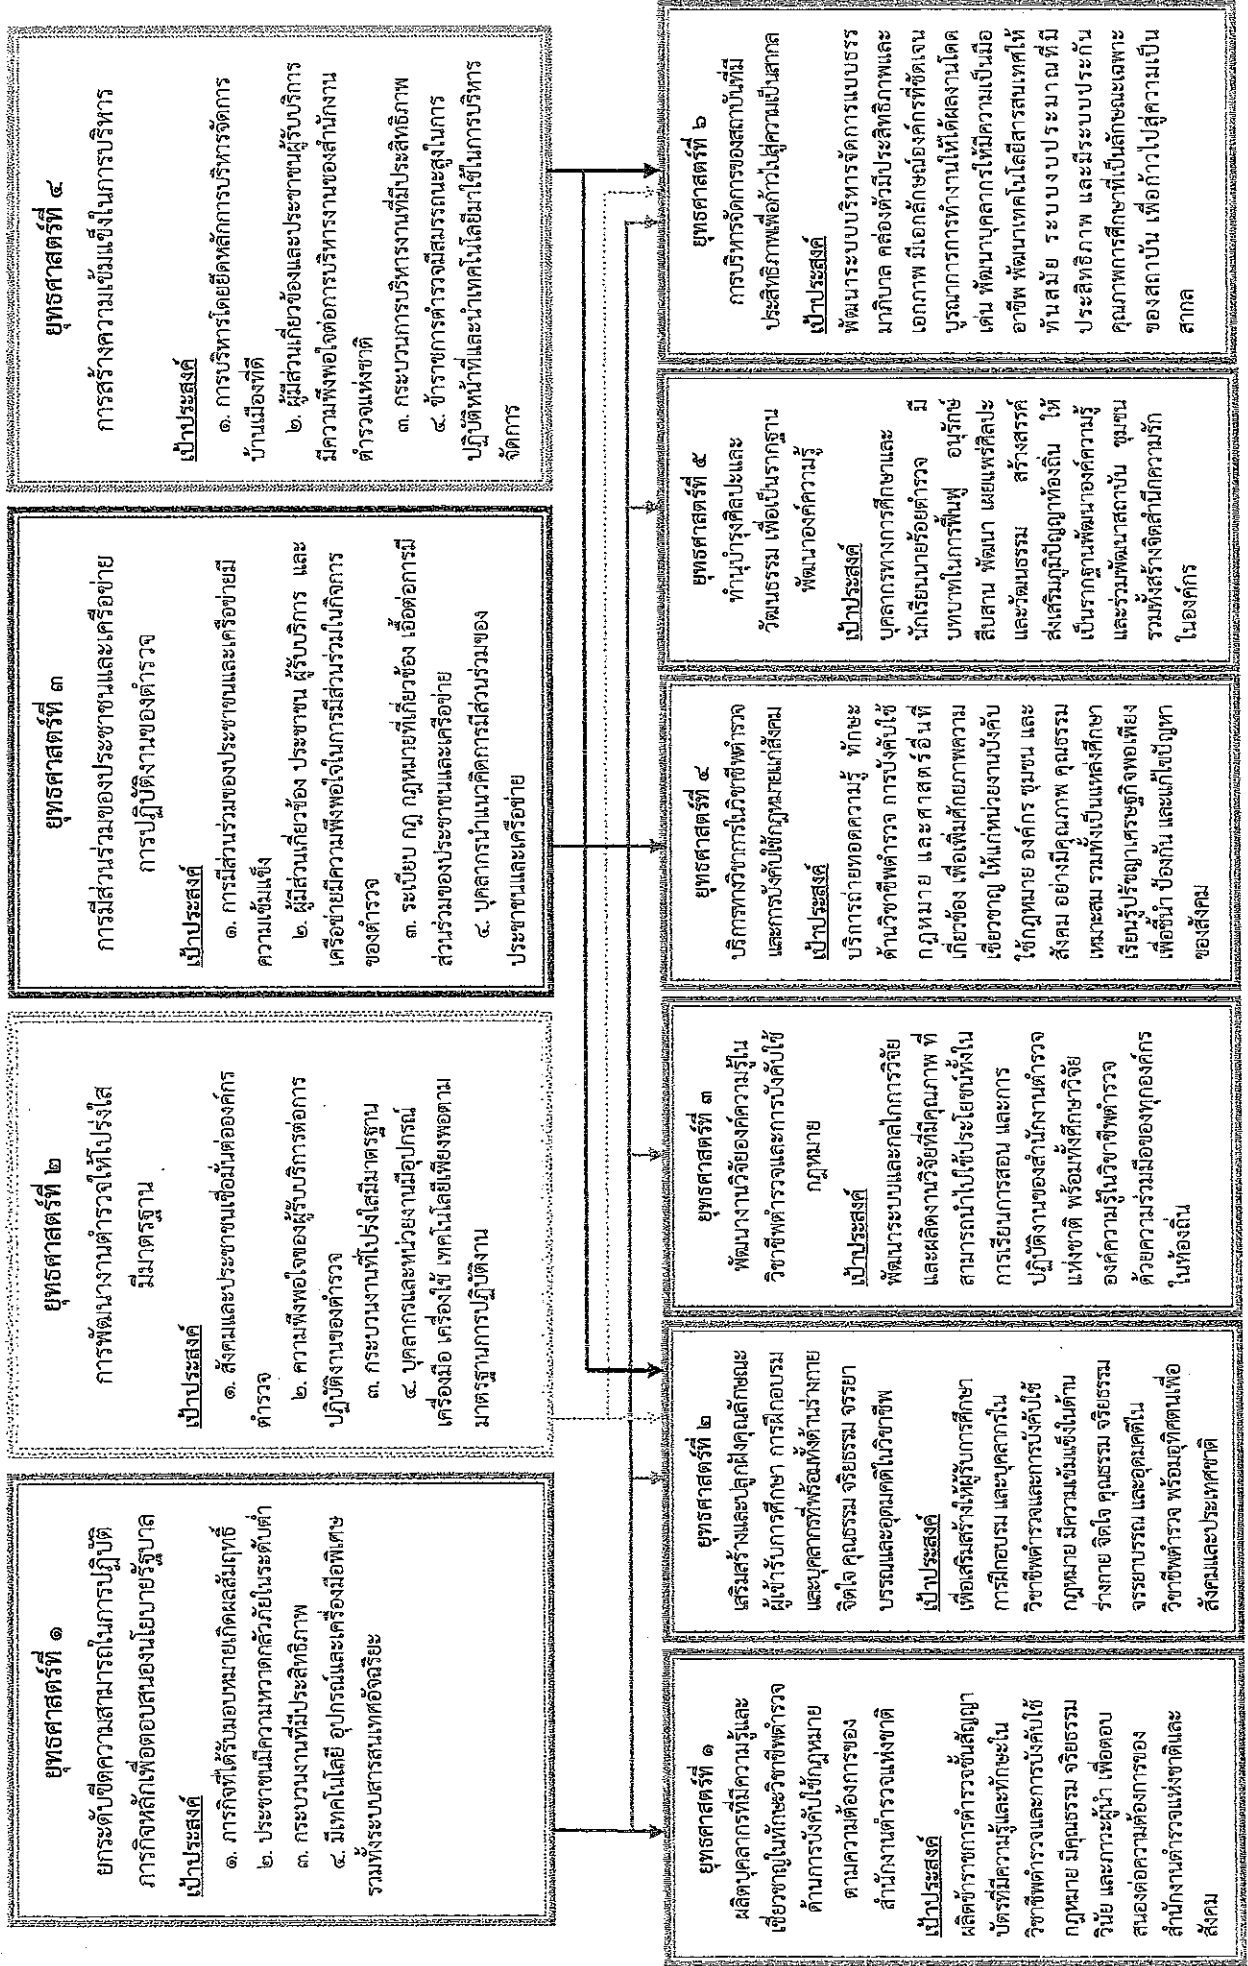 ยุทธศาสตร์ที่ ๑
ยกระดับขีดความสามารถในการปฏิบัติ
ภารกิจหลักเพื่อตอบสนองนโยบายรัฐบาล
เป้าประสงค์
๑. ภารกิจที่ได้รับมอบหมายเกิดผลสัมฤทธิ์
๒. ประชาชนมีความหวาดกลัวภัยในระดับต่ำ
๓. กระบวนงานที่มีประสิทธิภาพ
๔. มีเทคโนโลยี อุปกรณ์และเครื่องมือพิเศษ
รวมทั้งระบบสารสนเทศอัจฉริยะ
ยุทธศาสตร์ที่ ๒
การพัฒนางานตำรวจให้โปร่งใส
มีมาตรฐาน
เป้าประสงค์
๑. สังคมและประชาชนเชื่อมั่นต่อองค์กร
ตำรวจ
๒. ความพึงพอใจของผู้รับบริการต่อการ
ปฏิบัติงานของตำรวจ
๓. กระบวนงานที่โปร่งใสมีมาตรฐาน
๔. บุคลากรและหน่วยงานมีอุปกรณ์
เครื่องมือ เครื่องใช้ เทคโนโลยีเพียงพอตาม
มาตรฐานการปฏิบัติงาน
ยุทธศาสตร์ที่ ๓
การมีส่วนร่วมของประชาชนและเครือข่าย
การปฏิบัติงานของตำรวจ
เป้าประสงค์
๑. การมีส่วนร่วมของประชาชนและเครือข่ายมี
ความเข้มแข็ง
๒. ผู้มีส่วนเกี่ยวข้อง ประชาชน ผู้รับบริการ และ
เครือข่ายมีความพึงพอใจในการมีส่วนร่วมในกิจการ
ของตำรวจ
๓. ระเบียบ กฎ กฎหมายที่เกี่ยวข้อง เอื้อต่อการมี
ส่วนร่วมของประชาชนและเครือข่าย
๔. บุคลากรนำแนวคิดการมีส่วนร่วมของ
ประชาชนและเครือข่าย
ยุทธศาสตร์ที่ ๔
การสร้างความเข้มแข็งในการบริหาร
เป้าประสงค์
๑. การบริหารโดยยึดหลักการบริหารจัดการ
บ้านเมืองที่ดี
๒. ผู้มีส่วนเกี่ยวข้องและประชาชนผู้รับบริการ
มีความพึงพอใจต่อการบริหารงานของสำนักงาน
ตำรวจแห่งชาติ
๓. กระบวนการบริหารงานที่มีประสิทธิภาพ
๔. ข้าราชการตำรวจมีสมรรถนะสูงในการ
ปฏิบัติหน้าที่และนำเทคโนโลยีมาใช้ในการบริหาร
จัดการ
ยุทธศาสตร์ที่ ๑
ผลิตบุคลากรที่มีความรู้และ
เชี่ยวชาญในทักษะวิชาชีพตำรวจ
ด้านการบังคับใช้กฎหมาย
ตามความต้องการของ
สำนักงานตำรวจแห่งชาติ
เป้าประสงค์
ผลิตข้าราชการตำรวจชั้นสัญญา
บัตรที่มีความรู้และทักษะใน
วิชาชีพตำรวจและการบังคับใช้
กฎหมาย มีคุณธรรม จริยธรรม
วินัย และภาวะผู้นำ เพื่อตอบ
สนองต่อความต้องการของ
สำนักงานตำรวจแห่งชาติและ
สังคม
ยุทธศาสตร์ที่ ๒
เสริมสร้างและปลูกฝังคุณลักษณะ
ผู้เข้ารับการศึกษา การฝึกอบรม
และบุคลากรที่พร้อมทั้งด้านร่างกาย
จิตใจ คุณธรรม จริยธรรม จรรยา
บรรณและอุดมคติในวิชาชีพ
เป้าประสงค์
เพื่อเสริมสร้างให้ผู้รับการศึกษา
การฝึกอบรม และบุคลากรใน
วิชาชีพตำรวจและการบังคับใช้
กฎหมาย มีความเข้มแข็งในด้าน
ร่างกาย จิตใจ คุณธรรม จริยธรรม
จรรยาบรรณ และอุดมคติใน
วิชาชีพตำรวจ พร้อมอุทิศตนเพื่อ
สังคมและประเทศชาติ
ยุทธศาสตร์ที่ ๓
พัฒนางานวิจัยองค์ความรู้ใน
วิชาชีพตำรวจและการบังคับใช้
กฎหมาย
เป้าประสงค์
พัฒนาระบบและกลไกการวิจัย
และผลิตงานวิจัยที่มีคุณภาพ ที่
สามารถนำไปใช้ประโยชน์ทั้งใน
การเรียนการสอน และการ
ปฏิบัติงานของสำนักงานตำรวจ
แห่งชาติ พร้อมทั้งศึกษาวิจัย
องค์ความรู้ในวิชาชีพตำรวจ
ด้วยความร่วมมือของทุกองค์กร
ในท้องถิ่น
ยุทธศาสตร์ที่ ๔
บริการทางวิชาการในวิชาชีพตำรวจ
และการบังคับใช้กฎหมายแก่สังคม
เป้าประสงค์
บริการถ่ายทอดความรู้ ทักษะ
ด้านวิชาชีพตำรวจ การบังคับใช้
กฎหมาย และศาสตร์อื่นที่
เกี่ยวข้อง เพื่อเพิ่มศักยภาพความ
เชี่ยวชาญ ให้แก่หน่วยงานบังคับ
ใช้กฎหมาย องค์กร ชุมชน และ
สังคม อย่างมีคุณภาพ คุณธรรม
เหมาะสม รวมทั้งเป็นแหล่งศึกษา
เรียนรู้ปรัชญาเศรษฐกิจพอเพียง
เพื่อชี้นำ ป้องกัน และแก้ไขปัญหา
ของสังคม
ยุทธศาสตร์ที่ ๕
ทำนุบำรุงศิลปะและ
วัฒนธรรม เพื่อเป็นรากฐาน
พัฒนาองค์ความรู้
เป้าประสงค์
บุคลากรทางการศึกษาและ
นักเรียนนายร้อยตำรวจ มี
บทบาทในการฟื้นฟู อนุรักษ์
สืบสาน พัฒนา เผยแพร่ศิลปะ
และวัฒนธรรม สร้างสรรค์
ส่งเสริมภูมิปัญญาท้องถิ่น ให้
เป็นรากฐานพัฒนาองค์ความรู้
และร่วมพัฒนาสถาบัน ชุมชน
รวมทั้งสร้างจิตสำนึกความรัก
ในองค์กร
ยุทธศาสตร์ที่ ๖
การบริหารจัดการของสถาบันที่มี
ประสิทธิภาพเพื่อก้าวไปสู่ความเป็นสากล
เป้าประสงค์
พัฒนาระบบบริหารจัดการแบบธรร
มาภิบาล คล่องตัวมีประสิทธิภาพและ
เอกภาพ มีเอกลักษณ์องค์กรที่ชัดเจน
บูรณาการการทำงานให้ได้ผลงานโดด
เด่น พัฒนาบุคลากรให้มีความเป็นมือ
อาชีพ พัฒนาเทคโนโลยีสารสนเทศให้
ทันสมัย ระบบงบประมาณที่มี
ประสิทธิภาพ และมีระบบประกัน
คุณภาพการศึกษาที่เป็นลักษณะเฉพาะ
ของสถาบัน เพื่อก้าวไปสู่ความเป็น
สากล